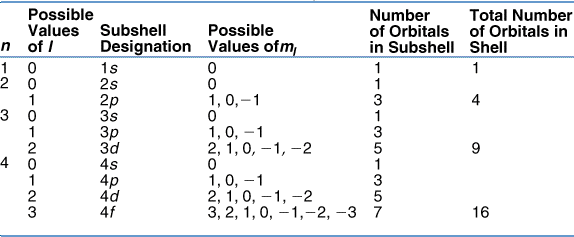 Possible Number Total Number
Values Subshell Possible of Orbitals of Orbitals in
n of l Designation Values of ml in Subshell Shell
1 0 1s 0 1 1
2 0 2s 0 1
1 2p 1, 0,−1 3 4
3 0 3s 0 1
1 3p 1, 0, −1 3
2 3d 2, 1, 0, −1, −2 5 9
4 0 4s 0 1
1 4p 1, 0, −1 3
2 4d 2, 1, 0, −1, −2 5
3 4f 3, 2, 1, 0, −1,−2, −3 7 16